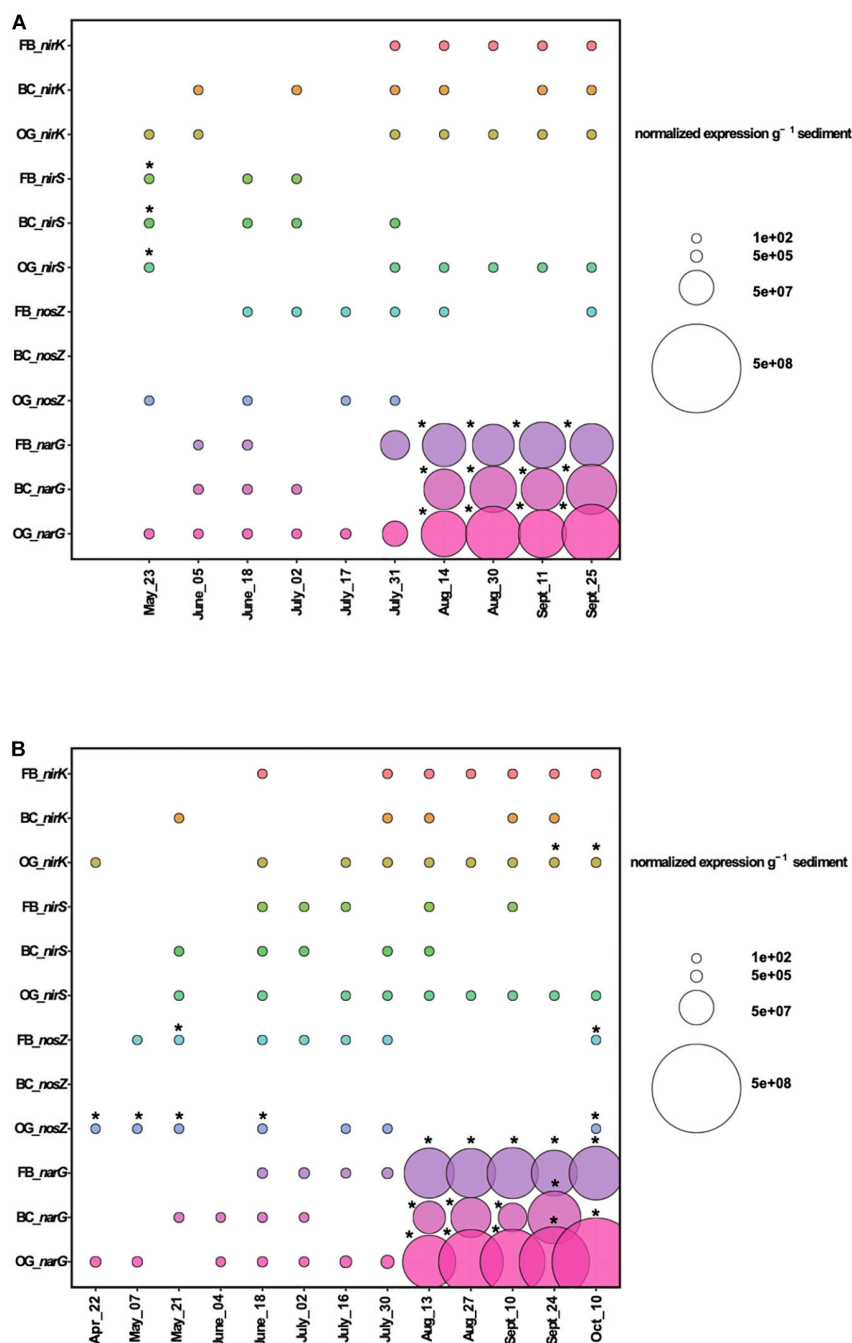 A
FB_nirK
BC_nirK
OG_nirK
FB_nirS
BC_nirS
OG_nirS
FB_nosZ
BC_nosZ
OG_nosZ
FB_narG
BC_narG
OG_narG
* * *
* * * *
* * * *
* * * *
May_23
June_05
June_18
July_02
July_17
July_31
Aug_14
Aug_30
Sept_11
Sept_25
normalized expression g⁻¹ sediment
1e+02
5e+05
5e+07
5e+08
B
FB_nirK
BC_nirK
OG_nirK
FB_nirS
BC_nirS
OG_nirS
FB_nosZ
BC_nosZ
OG_nosZ
FB_narG
BC_narG
OG_narG
* *
* *
* * * * *
* * * * *
* * * *
* * * * *
Apr_22
May_07
May_21
June_04
June_18
July_02
July_16
July_30
Aug_13
Aug_27
Sept_10
Sept_24
Oct_10
normalized expression g⁻¹ sediment
1e+02
5e+05
5e+07
5e+08